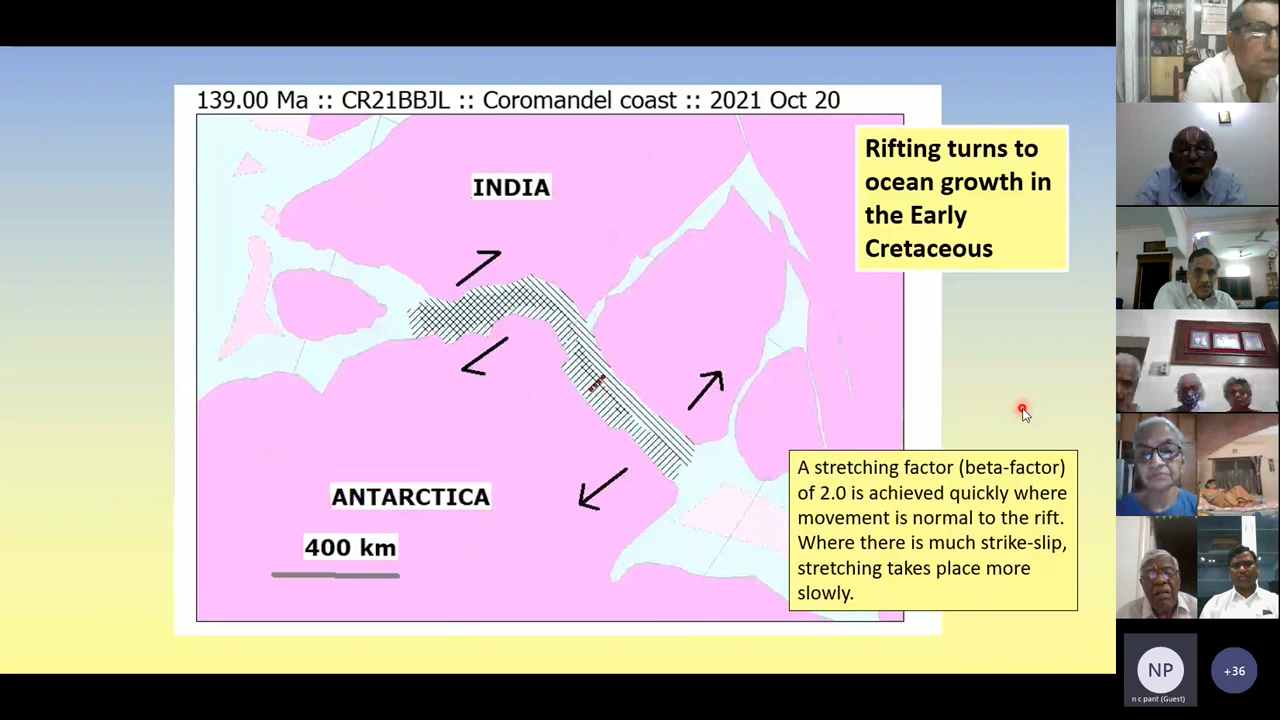 139.00 Ma :: CR21BBJL :: Coromandel coast :: 2021 Oct 20
INDIA
Rifting turns to
ocean growth in
the Early
Cretaceous
ANTARCTICA
400 km
A stretching factor (beta-factor)
of 2.0 is achieved quickly where
movement is normal to the rift.
Where there is much strike-slip,
stretching takes place more
slowly.
NP
n c pant (Guest)
+36